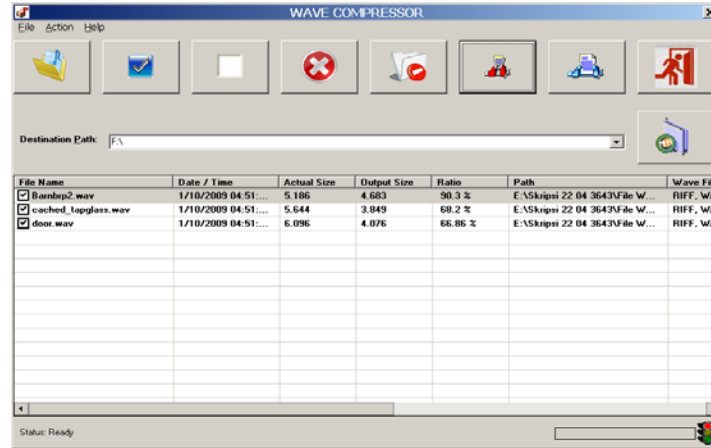 WAVE COMPRESSOR
File Action Help
Destination Path: F:\
File Name Date / Time Actual Size Output Size Ratio Path Wave Fi
Barnbrp2.wav 1/10/2009 04:51:... 5.186 4.683 90.3 % E:\Skripsi 22 04 3643\File W... RIFF, W
cached_tapglass.wav 1/10/2009 04:51:... 5.644 3.849 68.2 % E:\Skripsi 22 04 3643\File W... RIFF, W
door.wav 1/10/2009 04:51:... 6.096 4.076 66.86 % E:\Skripsi 22 04 3643\File W... RIFF, W
Status: Ready